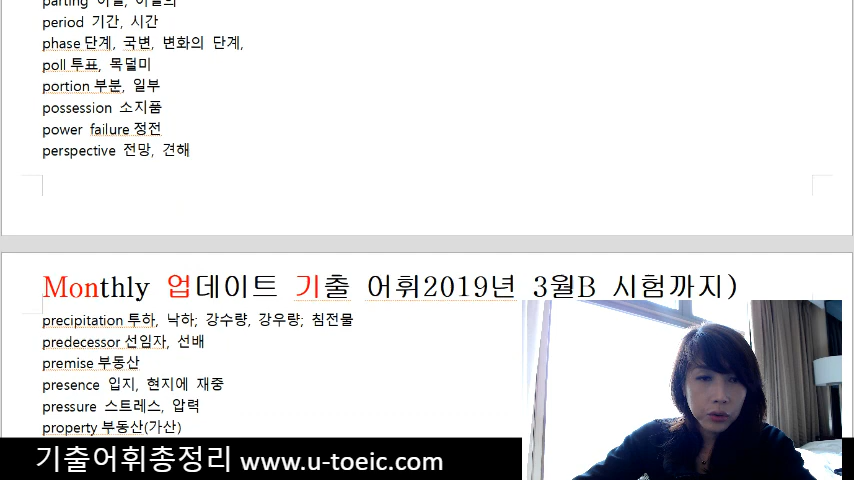 parting 이별, 이별의
period 기간, 시간
phase 단계, 국변, 변화의 단계,
poll 투표, 목덜미
portion 부분, 일부
possession 소지품
power failure 정전
perspective 전망, 견해
Monthly 업데이트 기출 어휘2019년 3월B 시험까지)
precipitation 투하, 낙하; 강수량, 강우량; 침전물
predecessor 선임자, 선배
premise 부동산
presence 입지, 현지에 재중
pressure 스트레스, 압력
property 부동산(가산)
기출어휘총정리 www.u-toeic.com